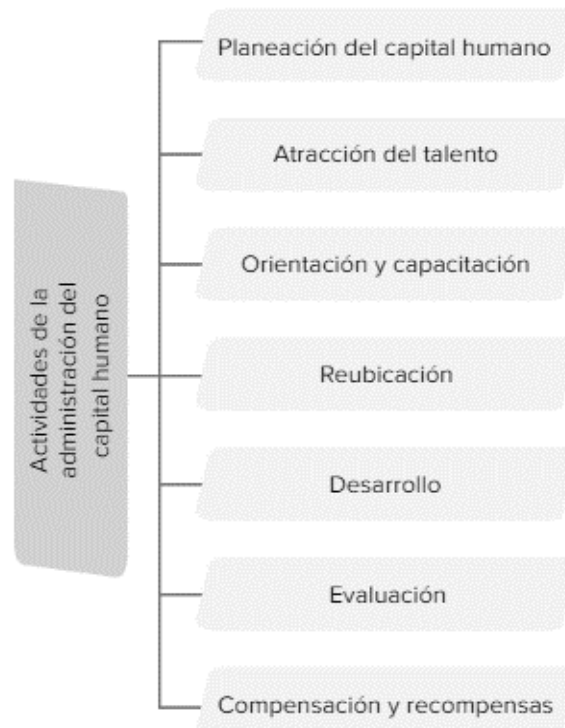 Actividades de la
administración del
capital humano
Planeación del capital humano
Atracción del talento
Orientación y capacitación
Reubicación
Desarrollo
Evaluación
Compensación y recompensas